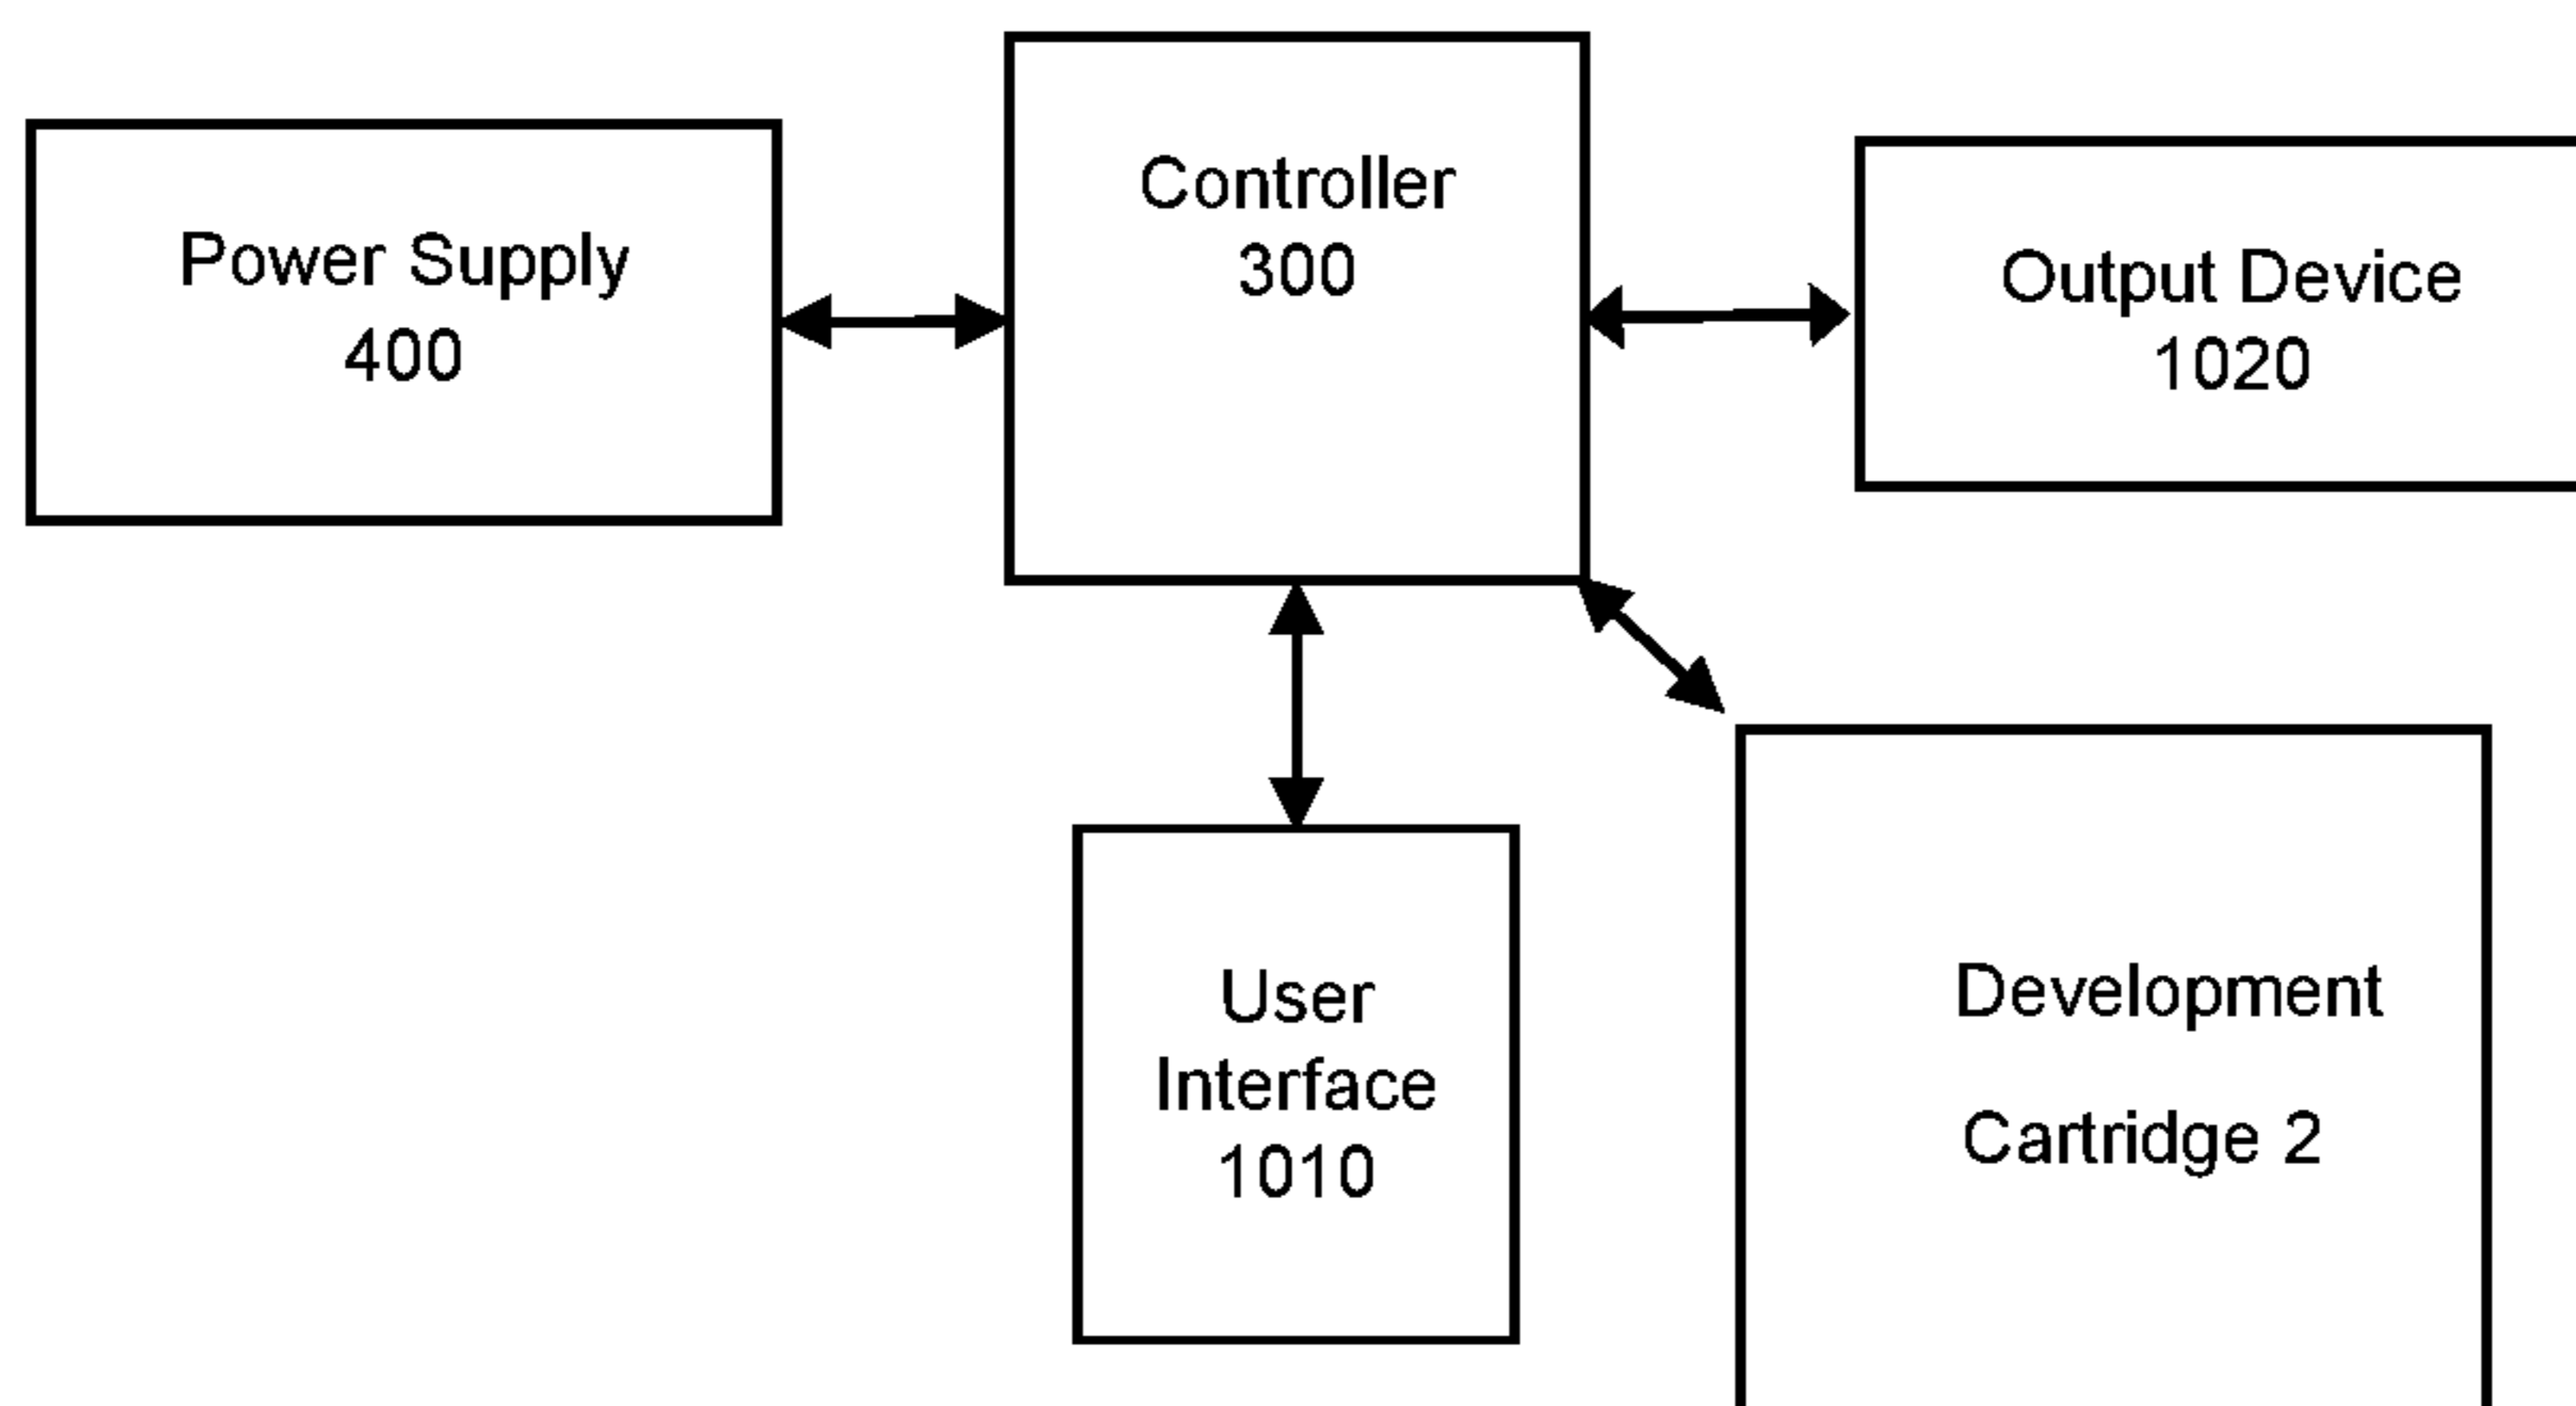 Power Supply
400
Controller
300
Output Device
1020
User
Interface
1010
Development
Cartridge 2